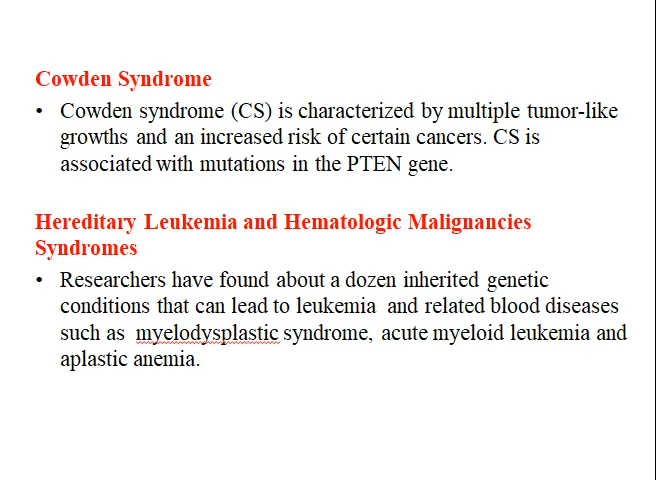 Cowden Syndrome
• Cowden syndrome (CS) is characterized by multiple tumor-like
growths and an increased risk of certain cancers. CS is
associated with mutations in the PTEN gene.
Hereditary Leukemia and Hematologic Malignancies
Syndromes
• Researchers have found about a dozen inherited genetic
conditions that can lead to leukemia and related blood diseases
such as myelodysplastic syndrome, acute myeloid leukemia and
aplastic anemia.